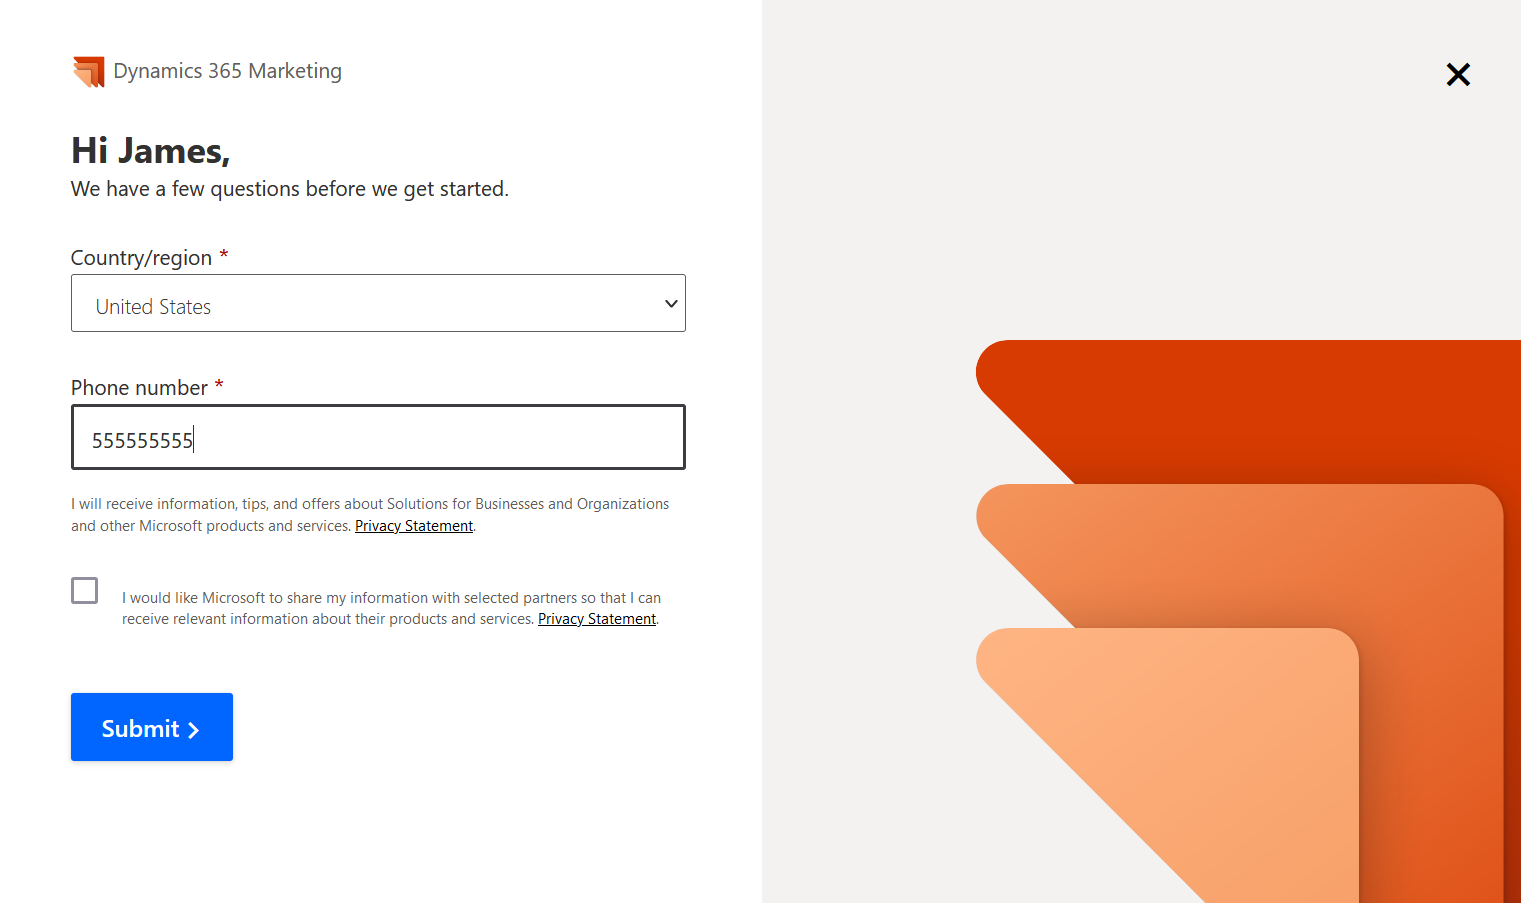 Dynamics 365 Marketing
Hi James,
We have a few questions before we get started.
Country/region *
United States
Phone number *
555555555
I will receive information, tips, and offers about Solutions for Businesses and Organizations
and other Microsoft products and services. Privacy Statement.
I would like Microsoft to share my information with selected partners so that I can
receive relevant information about their products and services. Privacy Statement.
Submit